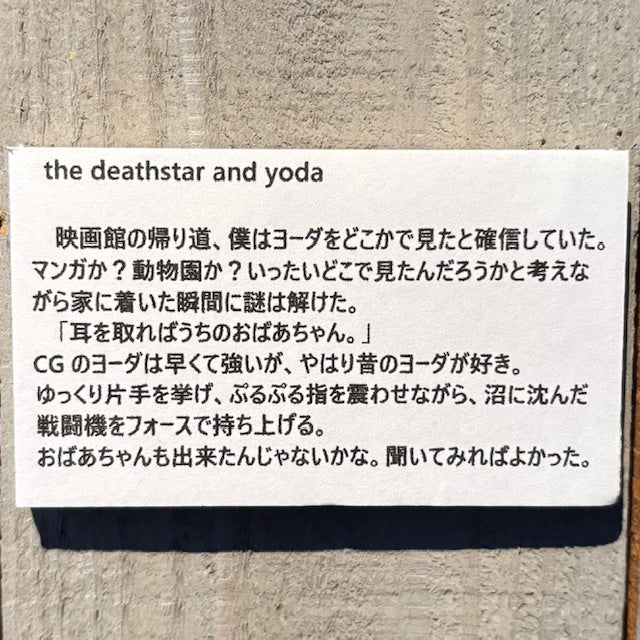 the deathstar and yoda
映画館の帰り道、僕はヨーダをどこかで見たと確信していた。
マンガか？動物園か？いったいどこで見たんだろうかと考えな
がら家に着いた瞬間に謎は解けた。
「耳を取ればうちのおばあちゃん。」
CG のヨーダは早くて強いが、やはり昔のヨーダが好き。
ゆっくり片手を挙げ、ぷるぷる指を震わせながら、沼に沈んだ
戦闘機をフォースで持ち上げる。
おばあちゃんも出来たんじゃないかな。聞いてみればよかった。